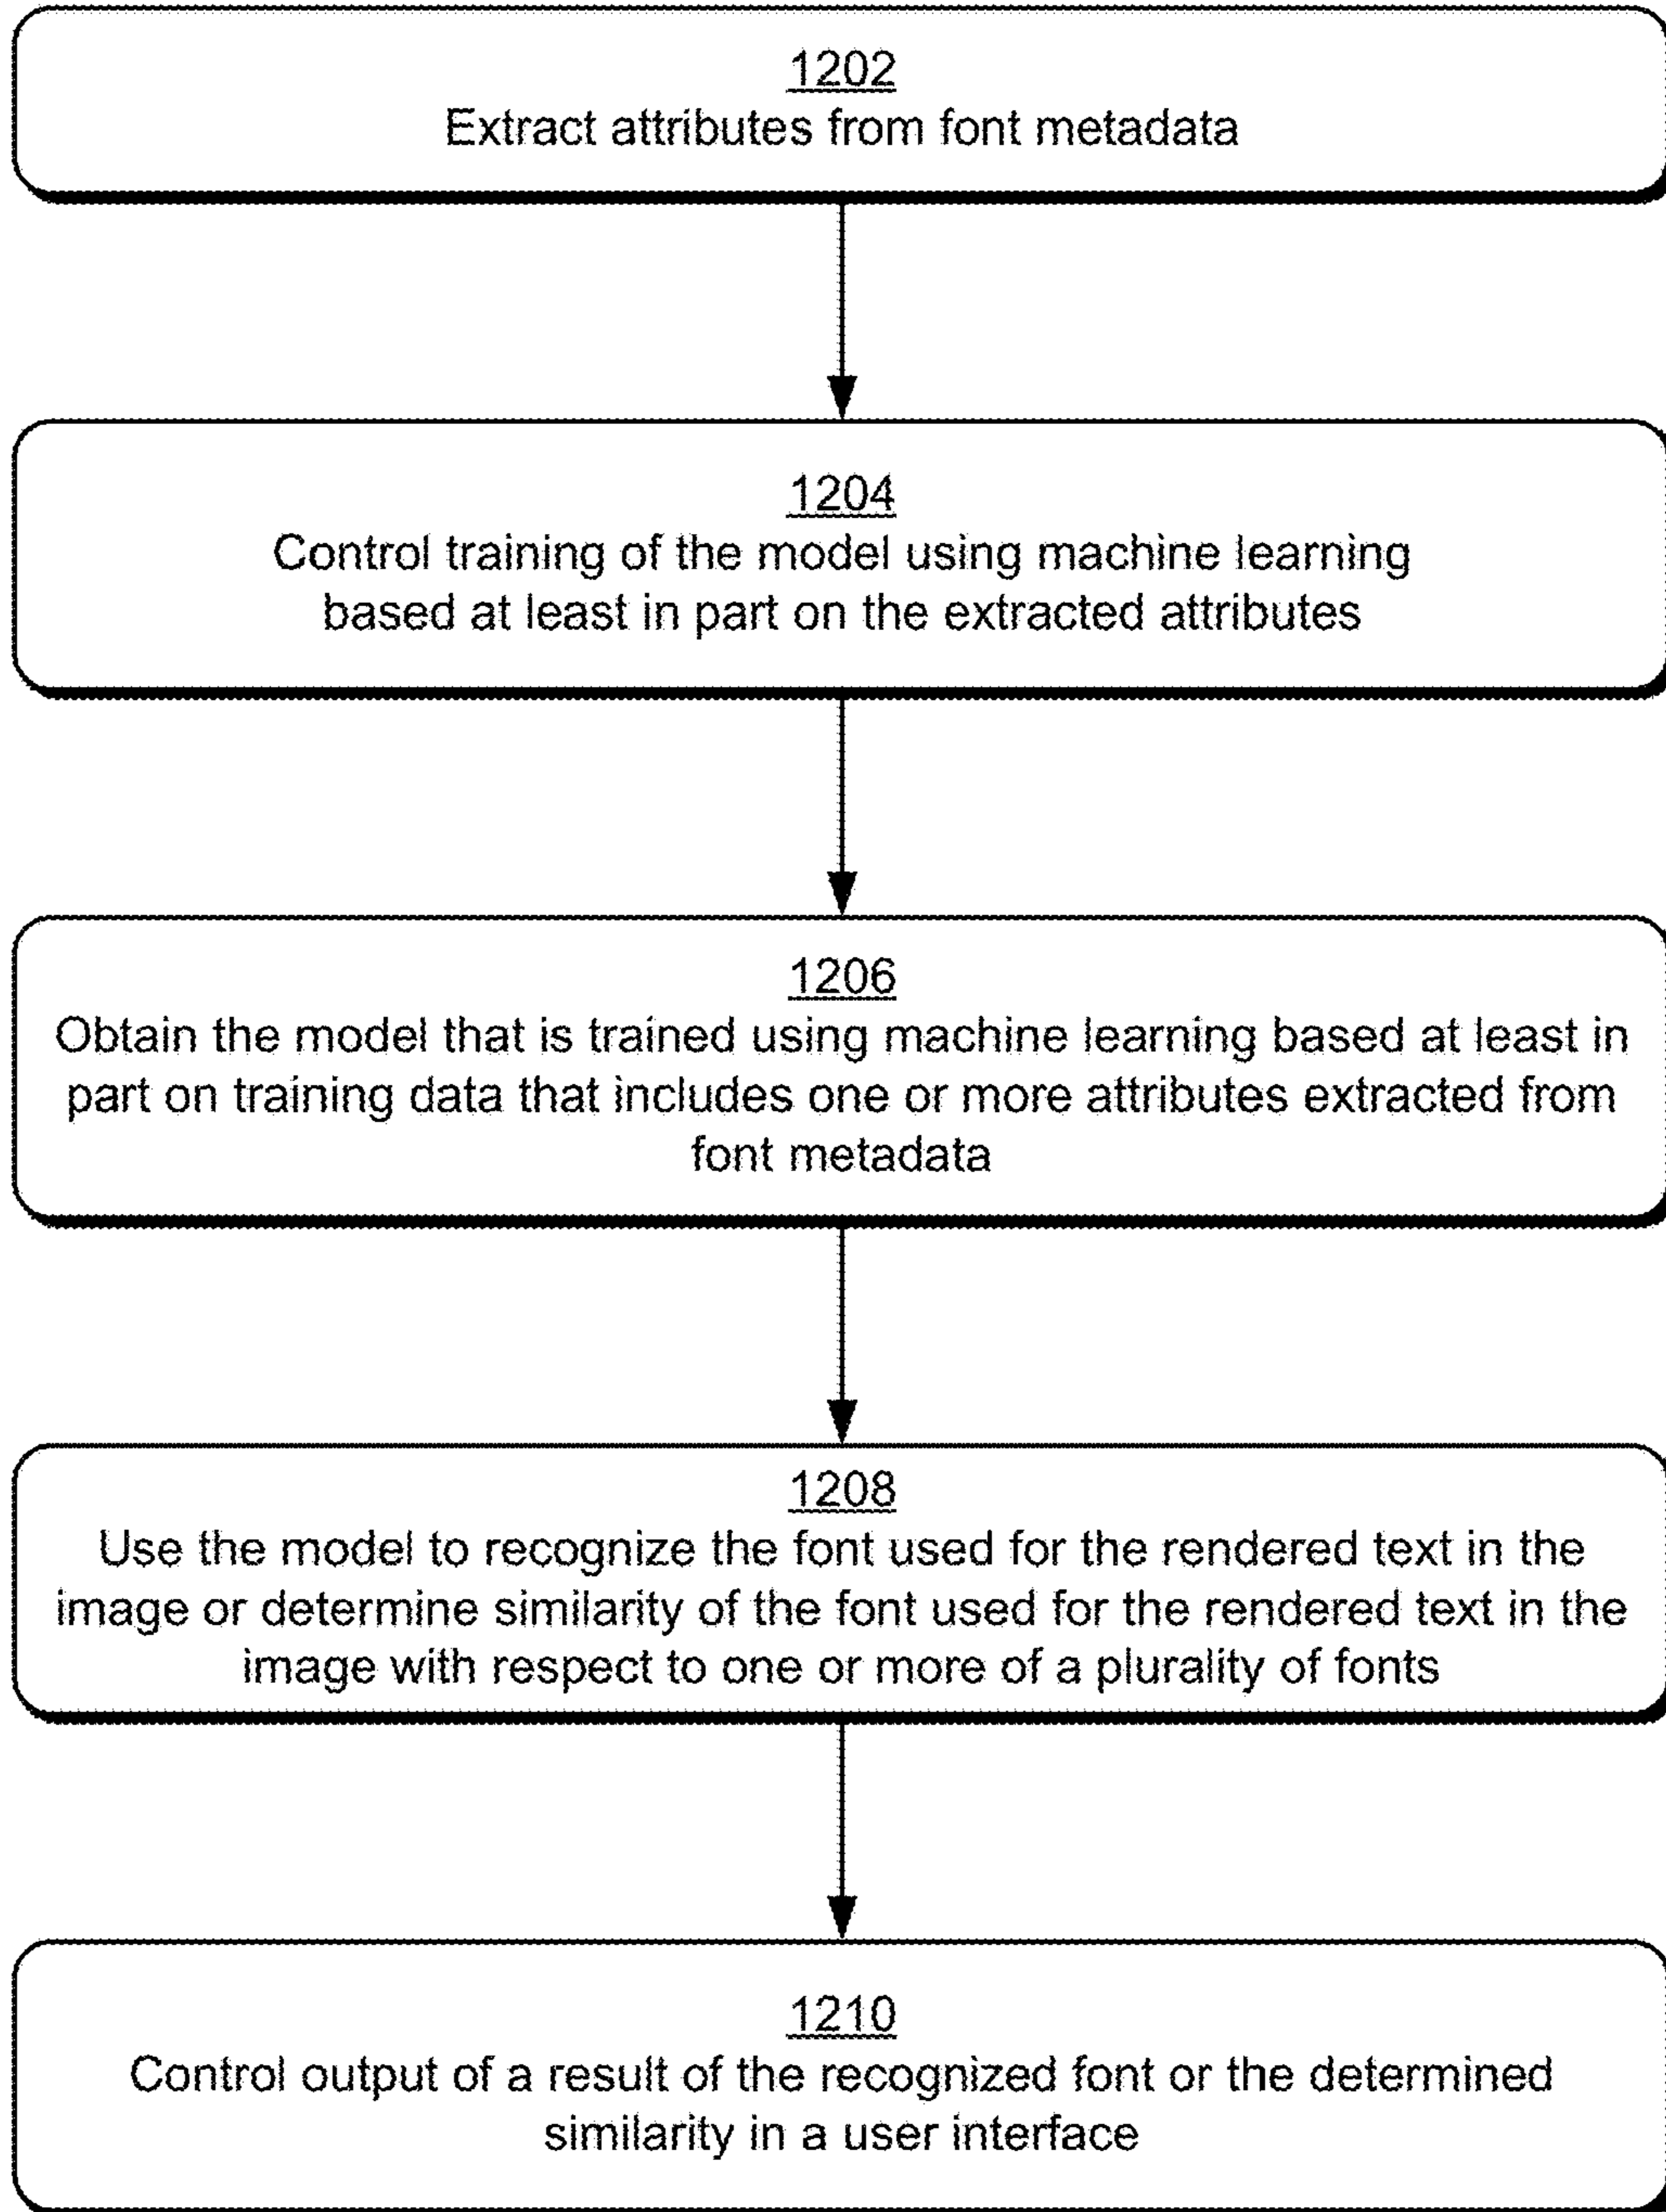 1202
Extract attributes from font metadata
1204
Control training of the model using machine learning
based at least in part on the extracted attributes
1206
Obtain the model that is trained using machine learning based at least in
part on training data that includes one or more attributes extracted from
font metadata
1208
Use the model to recognize the font used for the rendered text in the
image or determine similarity of the font used for the rendered text in the
image with respect to one or more of a plurality of fonts
1210
Control output of a result of the recognized font or the determined
similarity in a user interface